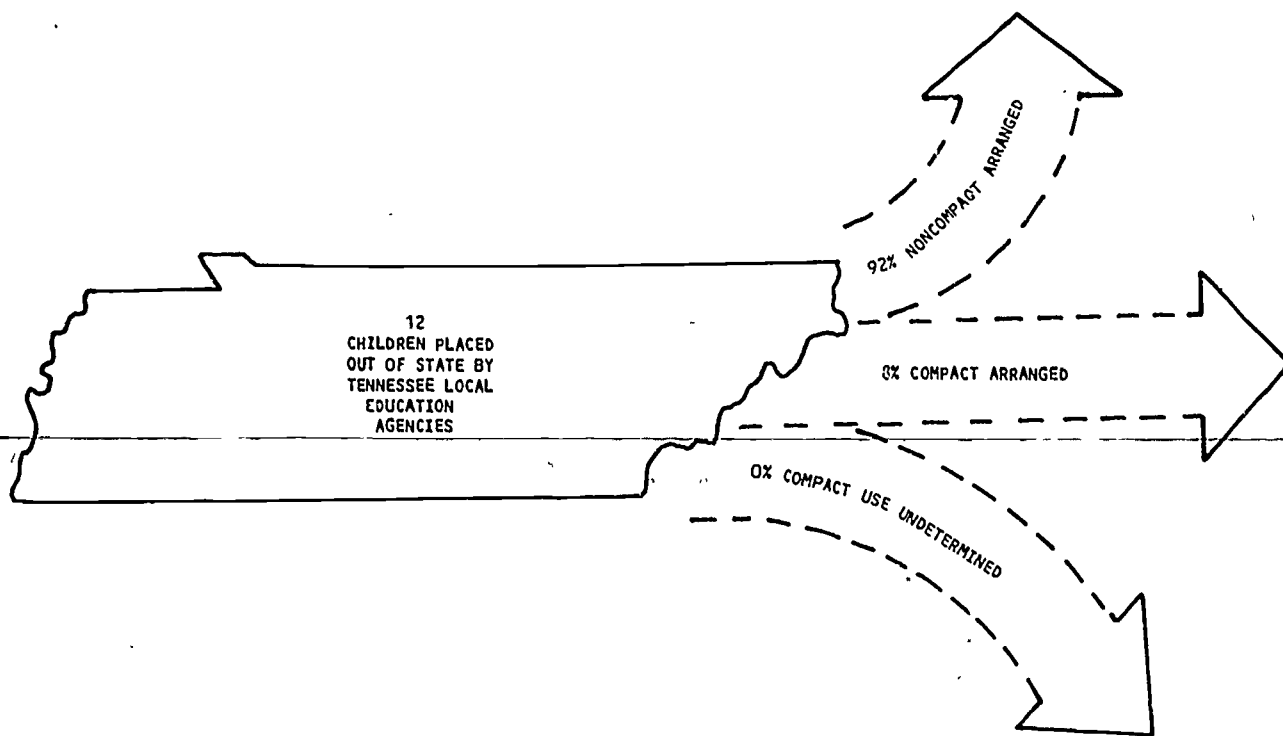 12
CHILDREN PLACED
OUT OF STATE BY
TENNESSEE LOCAL
EDUCATION
AGENCIES
92% NONCOMPACT ARRANGED
8% COMPACT ARRANGED
0% COMPACT USE UNDETERMINED